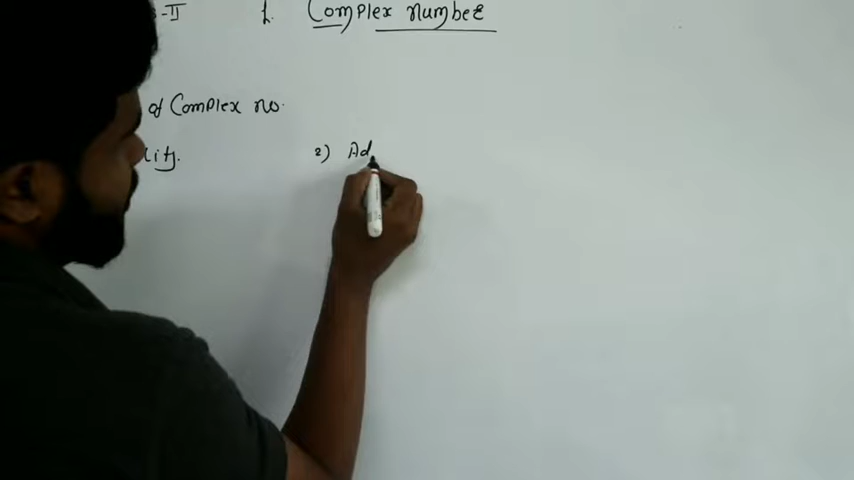 -II 1. Complex number
of Complex no.
lity. 2) Ad